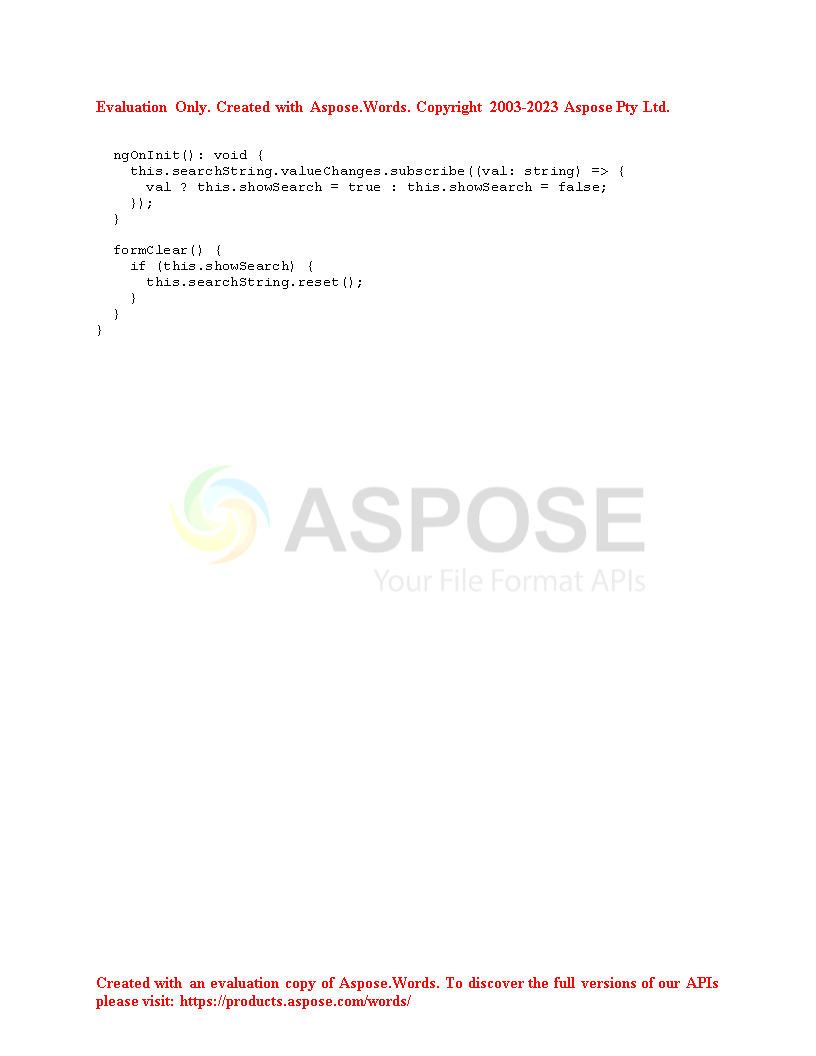 Evaluation Only. Created with Aspose.Words. Copyright 2003-2023 Aspose Pty Ltd.
  ngOnInit(): void {
    this.searchString.valueChanges.subscribe((val: string) => {
      val ? this.showSearch = true : this.showSearch = false;
    });
  }
  formClear() {
    if (this.showSearch) {
      this.searchString.reset();
    }
  }
}
ASPOSE
Your File Format APIs
Created with an evaluation copy of Aspose.Words. To discover the full versions of our APIs
please visit: https://products.aspose.com/words/